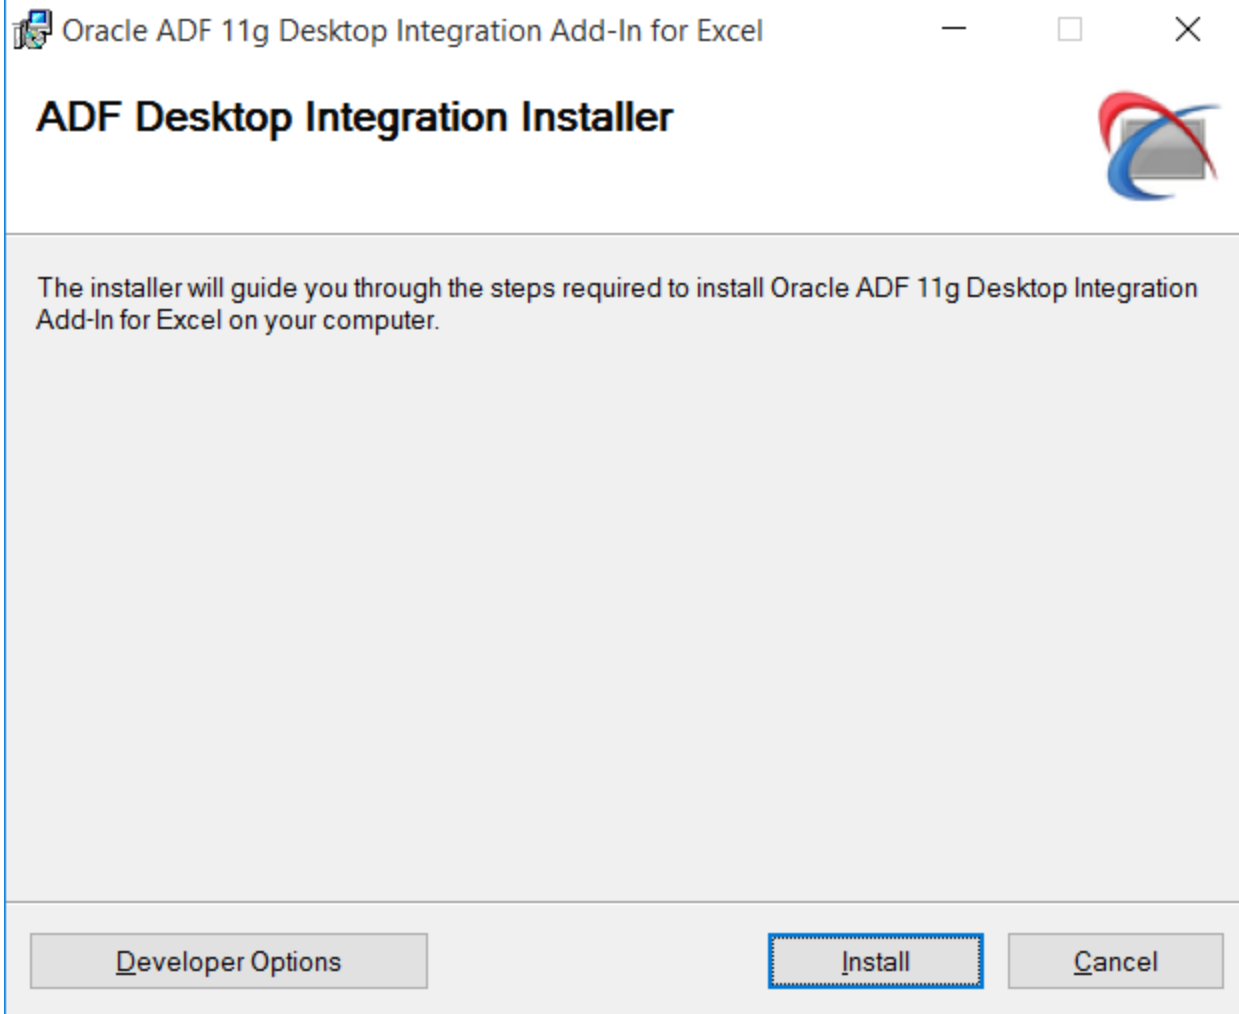 Oracle ADF 11g Desktop Integration Add-In for Excel
ADF Desktop Integration Installer
The installer will guide you through the steps required to install Oracle ADF 11g Desktop Integration
Add-In for Excel on your computer.
Developer Options
Install
Cancel